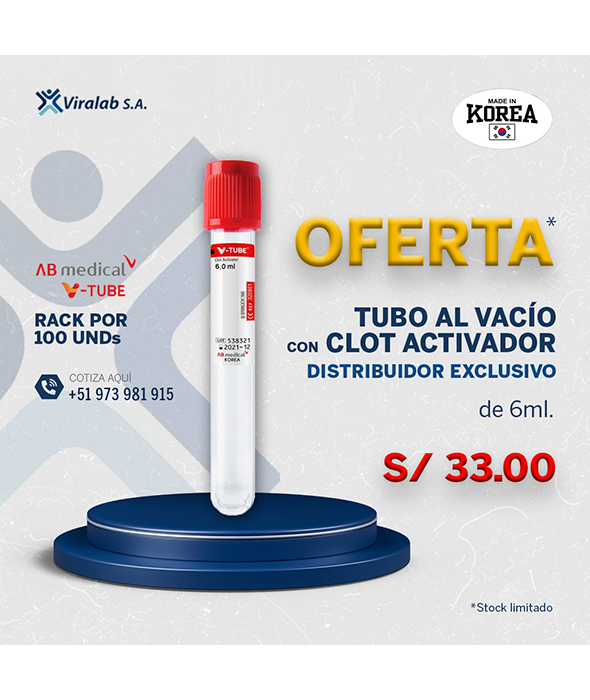 Viralab S.A.
MADE IN
KOREA
OFERTA*
AB medical
V-TUBE
RACK POR
100 UNDs
COTIZA AQUÍ
+51 973 981 915
V-TUBE™
Clot Activator
6,0 ml
LOT 538321
2021-12
AB medical
KOREA
TUBO AL VACÍO
CON CLOT ACTIVADOR
DISTRIBUIDOR EXCLUSIVO
de 6ml.
S/ 33.00
*Stock limitado